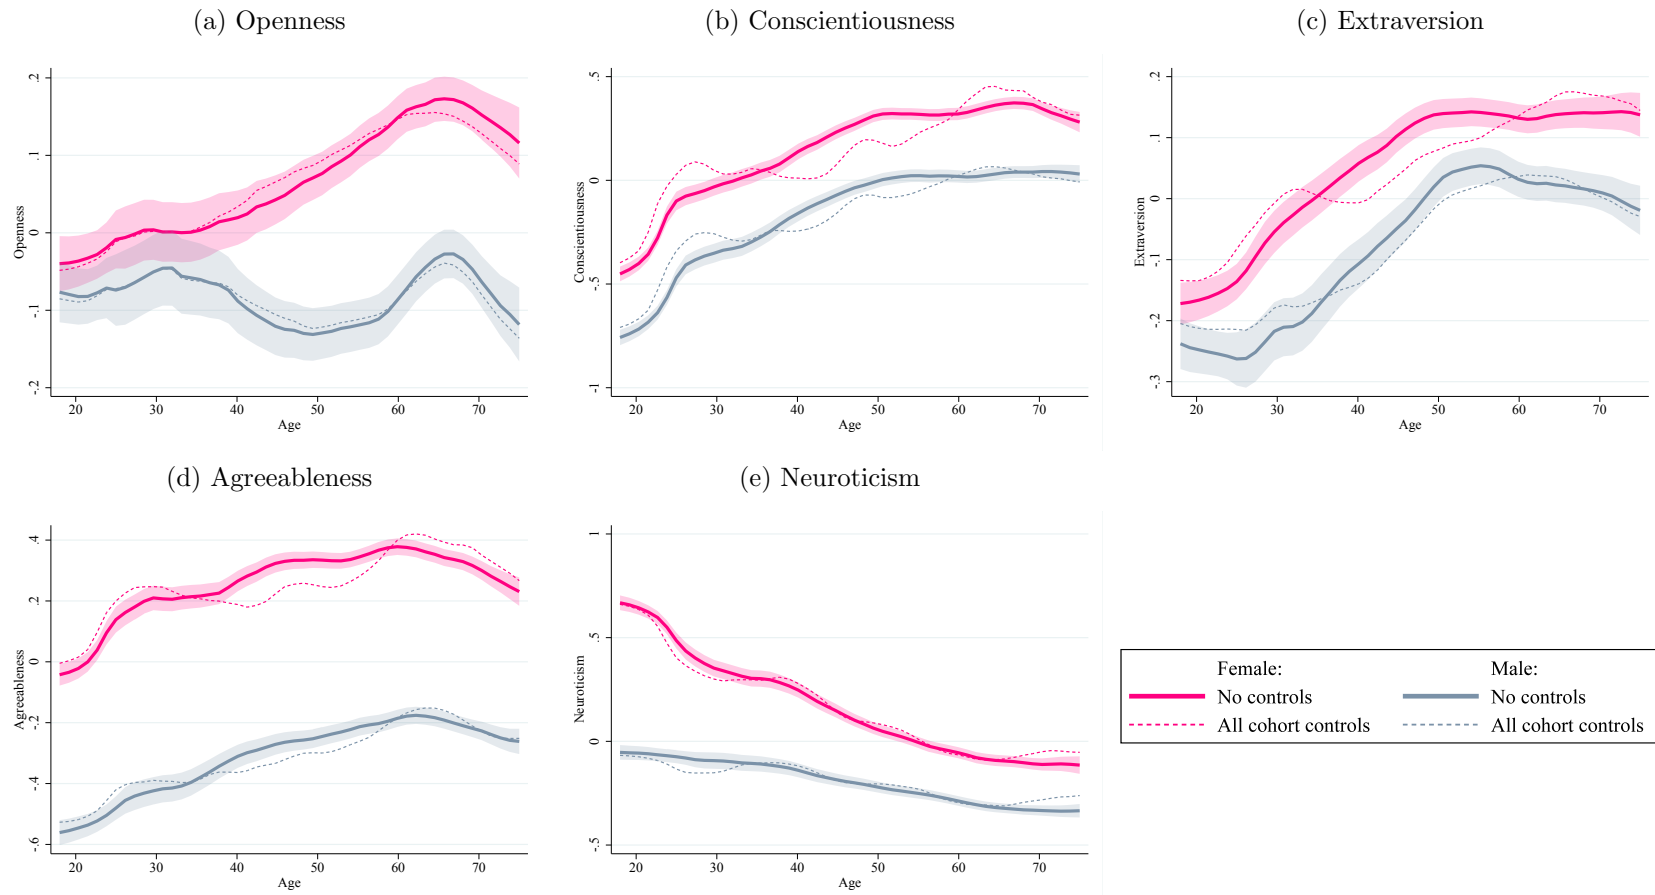 (a) Openness
(b) Conscientiousness
(c) Extraversion
.2
.1
0
-.1
-.2
Openness
20 30 40 50 60 70
Age
.5
0
-.5
-1
Conscientiousness
20 30 40 50 60 70
Age
.2
.1
0
-.1
-.2
-.3
Extraversion
20 30 40 50 60 70
Age
(d) Agreeableness
(e) Neuroticism
.4
.2
0
-.2
-.4
-.6
Agreeableness
20 30 40 50 60 70
Age
1
.5
0
-.5
Neuroticism
20 30 40 50 60 70
Age
Female: Male:
No controls No controls
All cohort controls All cohort controls